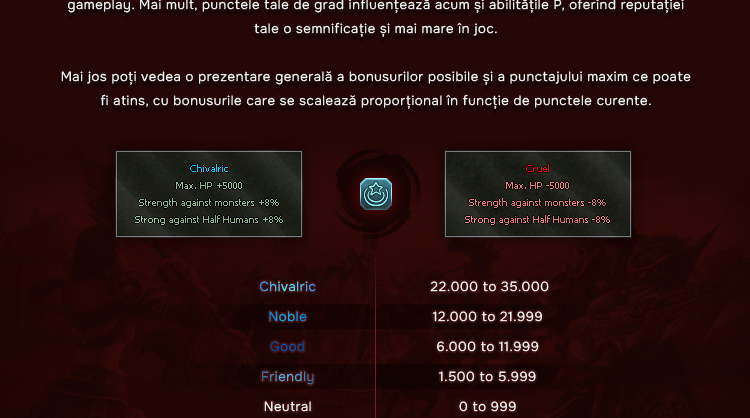 gameplay. Mai mult, punctele tale de grad influențează acum și abilitățile P, oferind reputației
tale o semnificație și mai mare în joc.
Mai jos poți vedea o prezentare generală a bonusurilor posibile și a punctajului maxim ce poate
fi atins, cu bonusurile care se scalează proporțional în funcție de punctele curente.
Chivalric
Max. HP +5000
Strength against monsters +8%
Strong against Half Humans +8%
Cruel
Max. HP -5000
Strength against monsters -8%
Strong against Half Humans -8%
Chivalric 22.000 to 35.000
Noble 12.000 to 21.999
Good 6.000 to 11.999
Friendly 1.500 to 5.999
Neutral 0 to 999